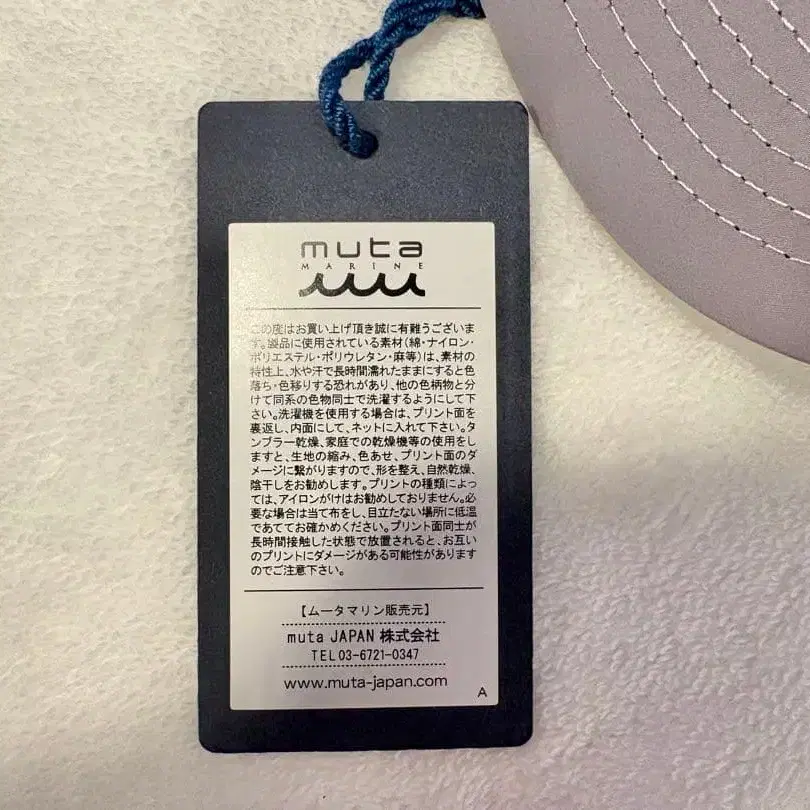 muta
MARINE
この度はお買い上げ頂き誠に有難うございま
す。製品に使用されている素材(綿・ナイロン・
ポリエステル・ポリウレタン・麻等)は、素材の
特性上、水や汗で長時間濡れたままにすると色
落ち・色移りする恐れがあり、他の色柄物と分
けて同系の色物同士で洗濯するようにして下
さい。洗濯機を使用する場合は、プリント面を
裏返し、内面にして、ネットに入れて下さい。タ
ンブラー乾燥、家庭での乾燥機等の使用をし
ますと、生地の縮み、色あせ、プリント面のダ
メージに繋がりますので、形を整え、自然乾燥、
陰干しをお勧めします。プリントの種類によっ
ては、アイロンがけはお勧めしておりません。必
要な場合は当て布をし、目立たない場所に低温
であててお確かめください。プリント面同士が
長時間接触した状態で放置されると、お互い
のプリントにダメージがある可能性があります
のでご注意下さい。
【ムータマリン販売元】
muta JAPAN 株式会社
TEL03-6721-0347
www.muta-japan.com
A